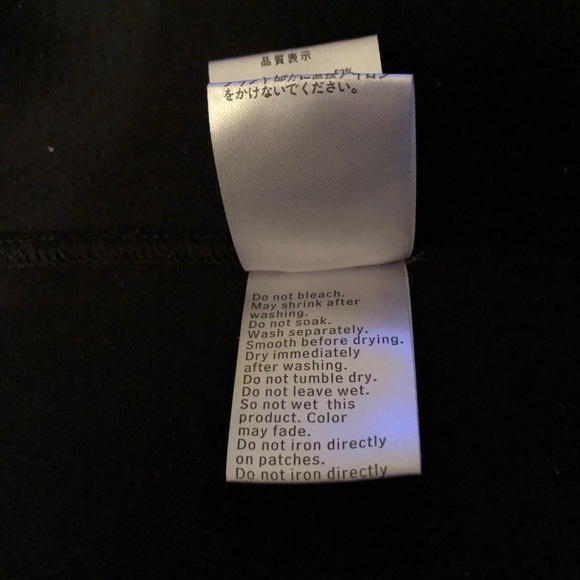 品質表示
をかけないでください。
Do not bleach.
May shrink after
washing.
Do not soak.
Wash separately.
Smooth before drying.
Dry immediately
after washing.
Do not tumble dry.
Do not leave wet.
So not wet this
product. Color
may fade.
Do not iron directly
on patches.
Do not iron directly